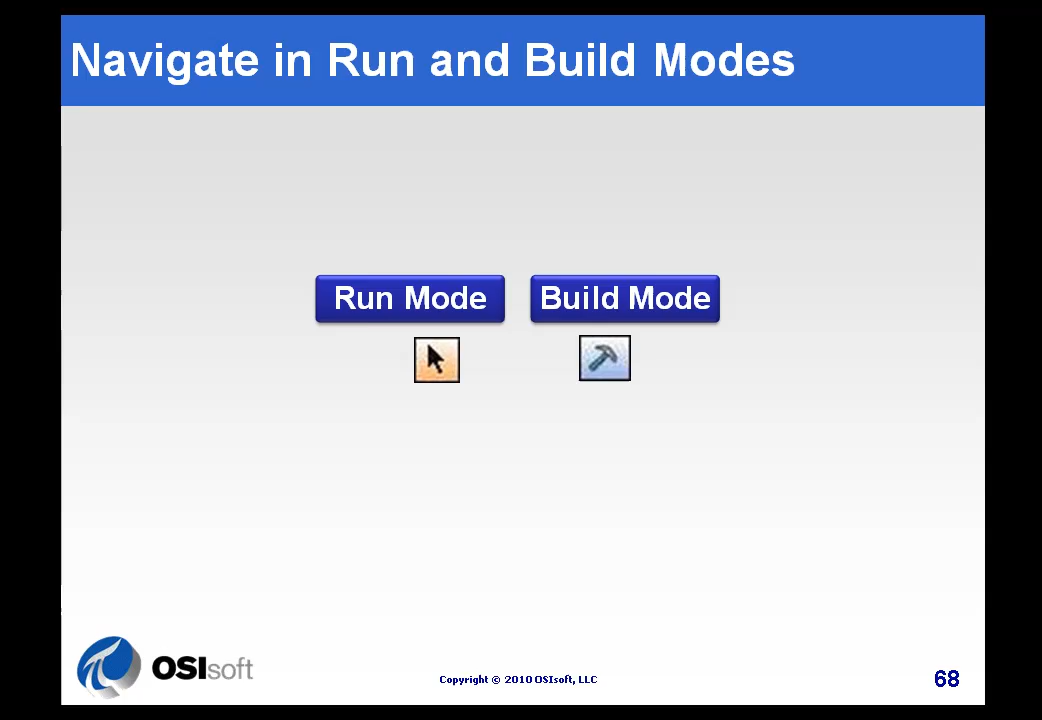 Navigate in Run and Build Modes
Run Mode
Build Mode
OSIsoft
Copyright © 2010 OSIsoft, LLC
68